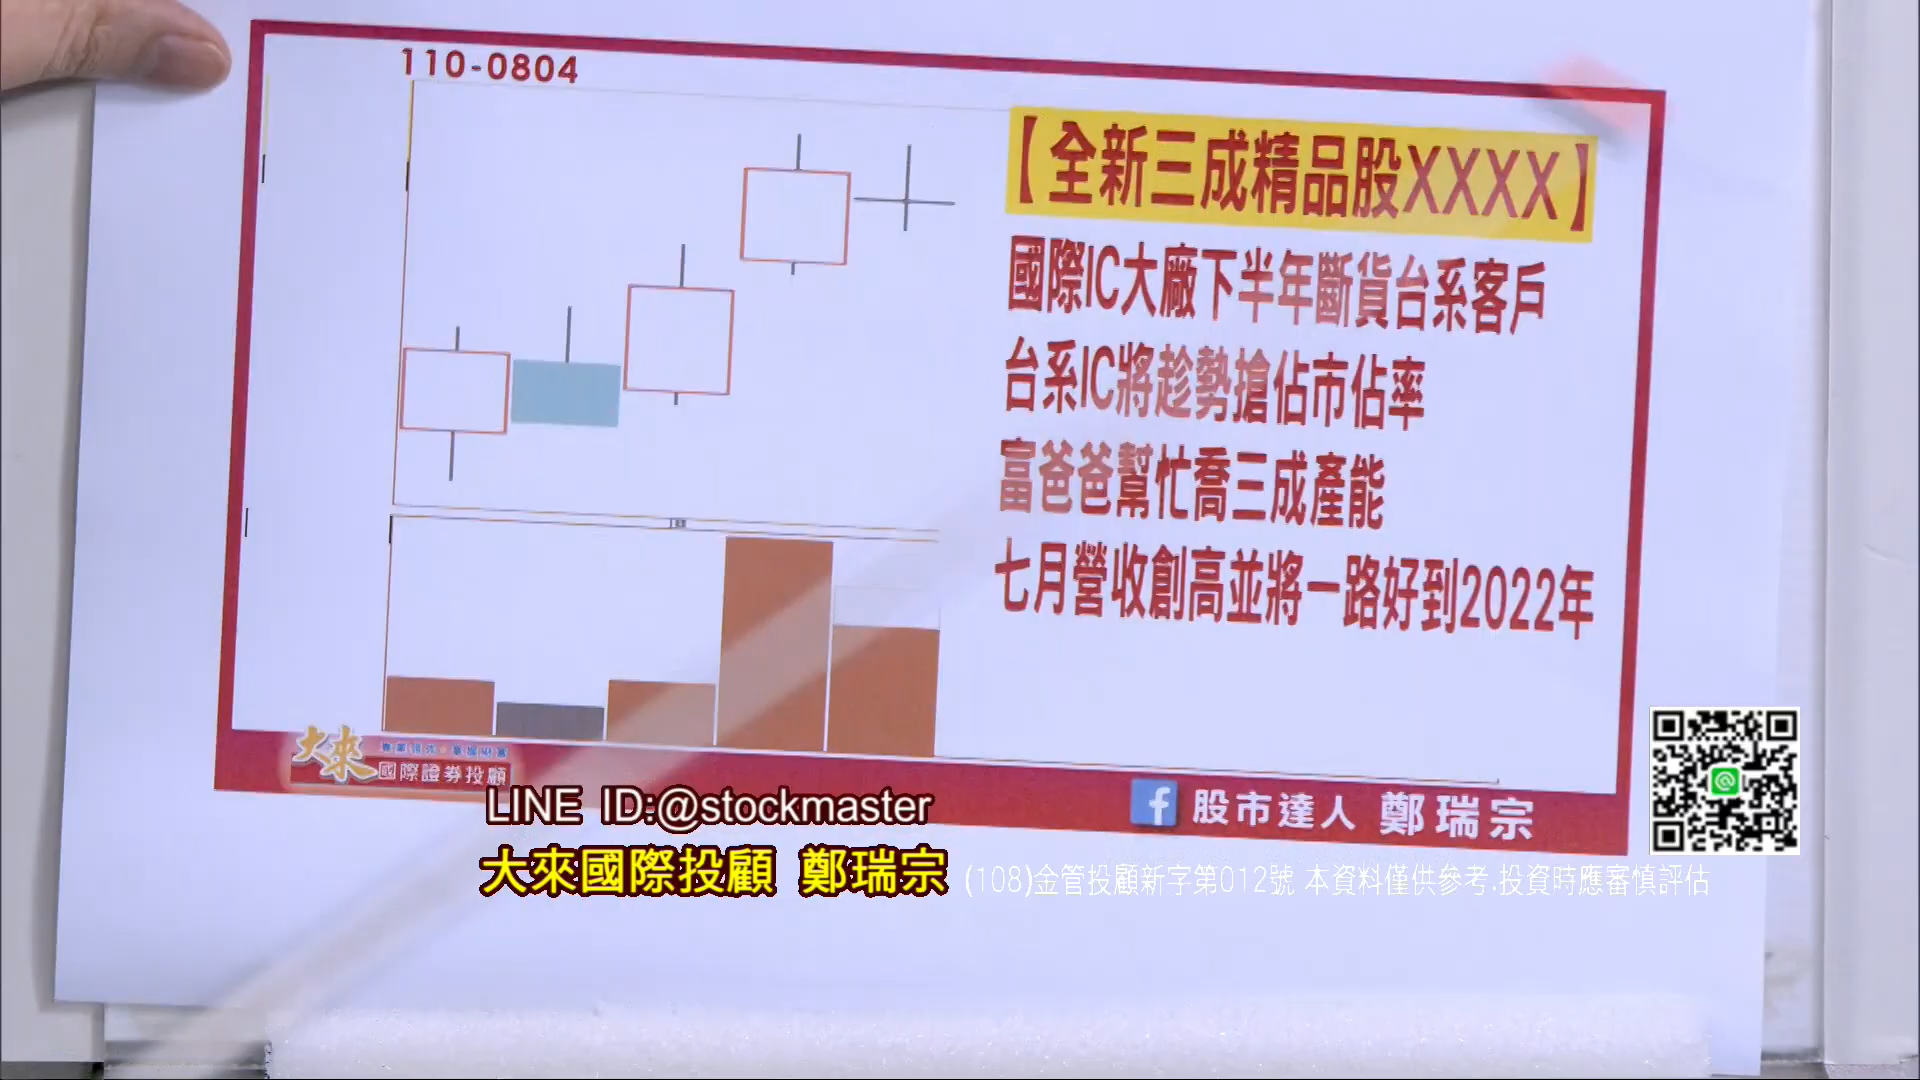 110-0804
【全新三成精品股XXXX】
國際IC大廠下半年斷貨台系客戶
台系IC將趁勢搶佔市佔率
富爸爸幫忙喬三成產能
七月營收創高並將一路好到2022年
大來
國際證券投顧
股市達人 鄭瑞宗
LINE ID:@stockmaster
大來國際投顧 鄭瑞宗 (108)金管投顧新字第012號 本資料僅供參考.投資時應審慎評估